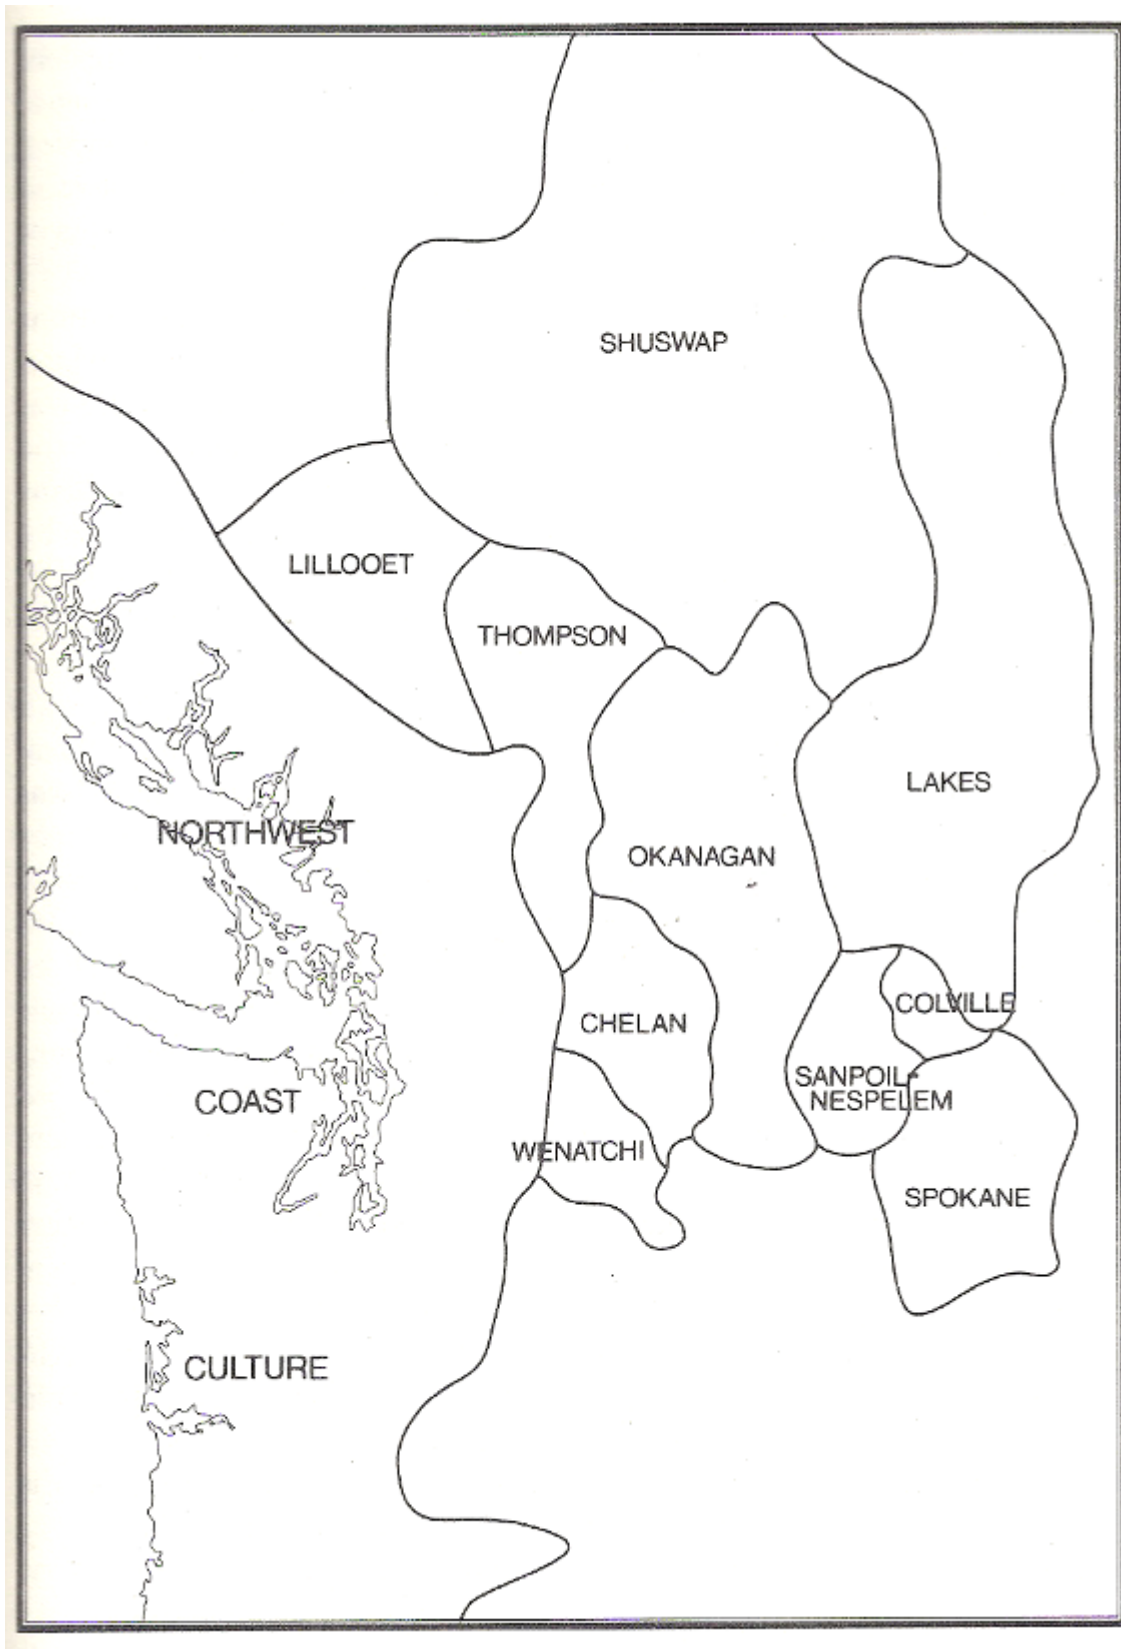 SHUSWAP
LILLOOET
THOMPSON
LAKES
NORTHWEST
OKANAGAN
COLVILLE
CHELAN
SANPOIL-
NESPELEM
COAST
WENATCHI
SPOKANE
CULTURE